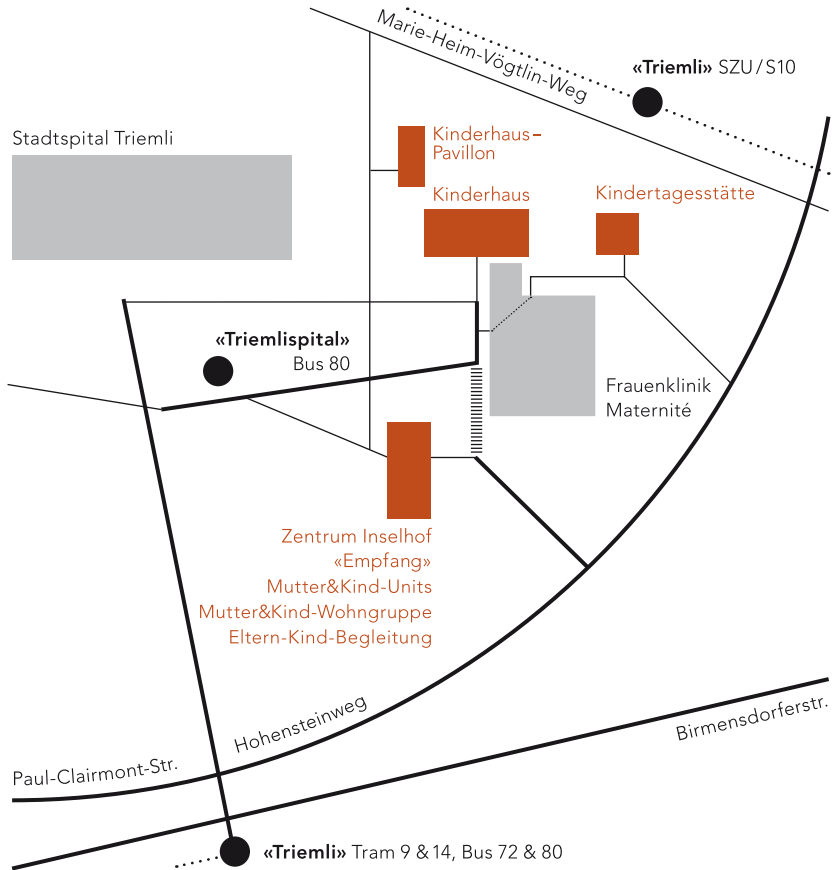 Marie-Heim-Vögtlin-Weg
«Triemli» SZU/S10
Stadtspital Triemli
Kinderhaus–
Pavillon
Kinderhaus
Kindertagesstätte
«Triemlispital»
Bus 80
Frauenklinik
Maternité
Zentrum Inselhof
«Empfang»
Mutter&Kind-Units
Mutter&Kind-Wohngruppe
Eltern-Kind-Begleitung
Hohensteinweg
Birmensdorferstr.
Paul-Clairmont-Str.
«Triemli» Tram 9 & 14, Bus 72 & 80